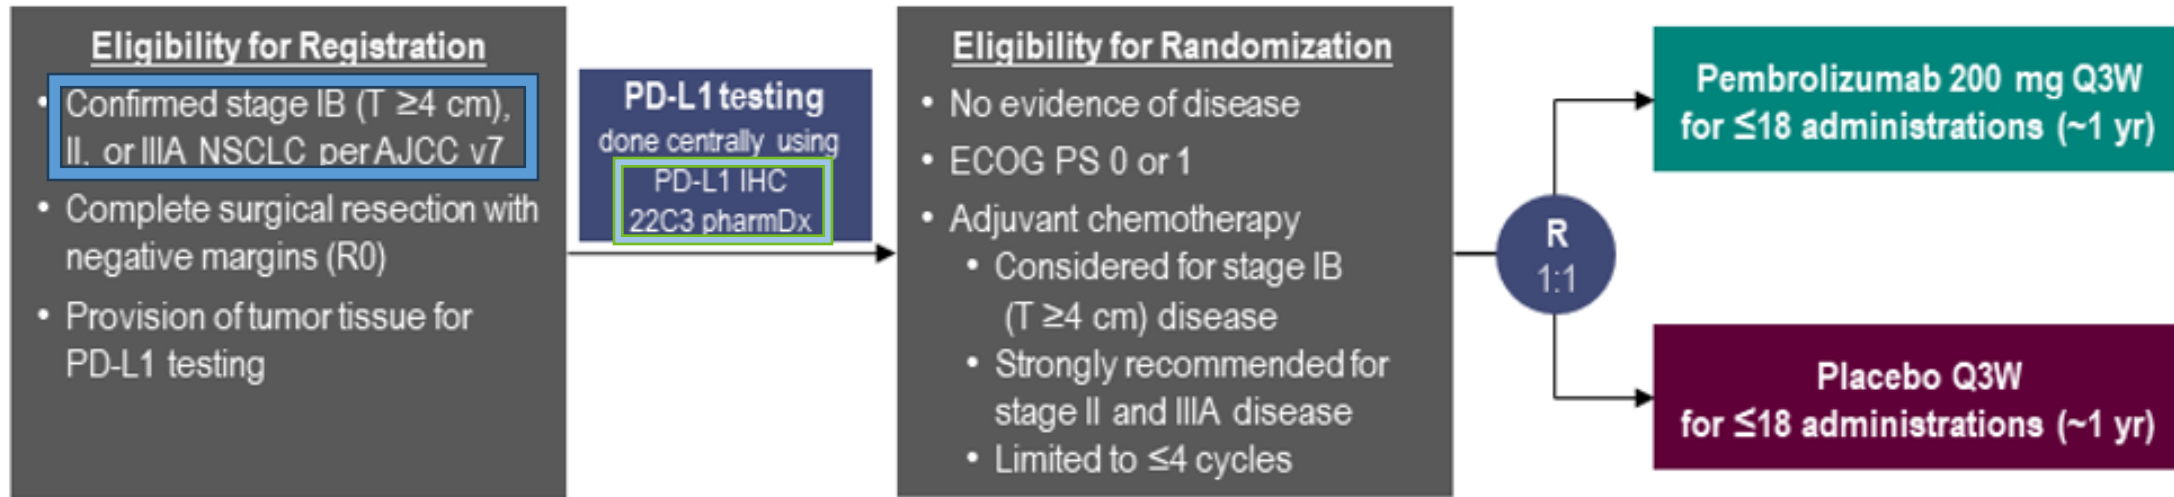 Eligibility for Registration
• Confirmed stage IB (T ≥4 cm),
II, or IIIA NSCLC per AJCC v7
• Complete surgical resection with
negative margins (R0)
• Provision of tumor tissue for
PD-L1 testing
PD-L1 testing
done centrally using
PD-L1 IHC
22C3 pharmDx
Eligibility for Randomization
• No evidence of disease
• ECOG PS 0 or 1
• Adjuvant chemotherapy
• Considered for stage IB
(T ≥4 cm) disease
• Strongly recommended for
stage II and IIIA disease
• Limited to ≤4 cycles
R
1:1
Pembrolizumab 200 mg Q3W
for ≤18 administrations (~1 yr)
Placebo Q3W
for ≤18 administrations (~1 yr)